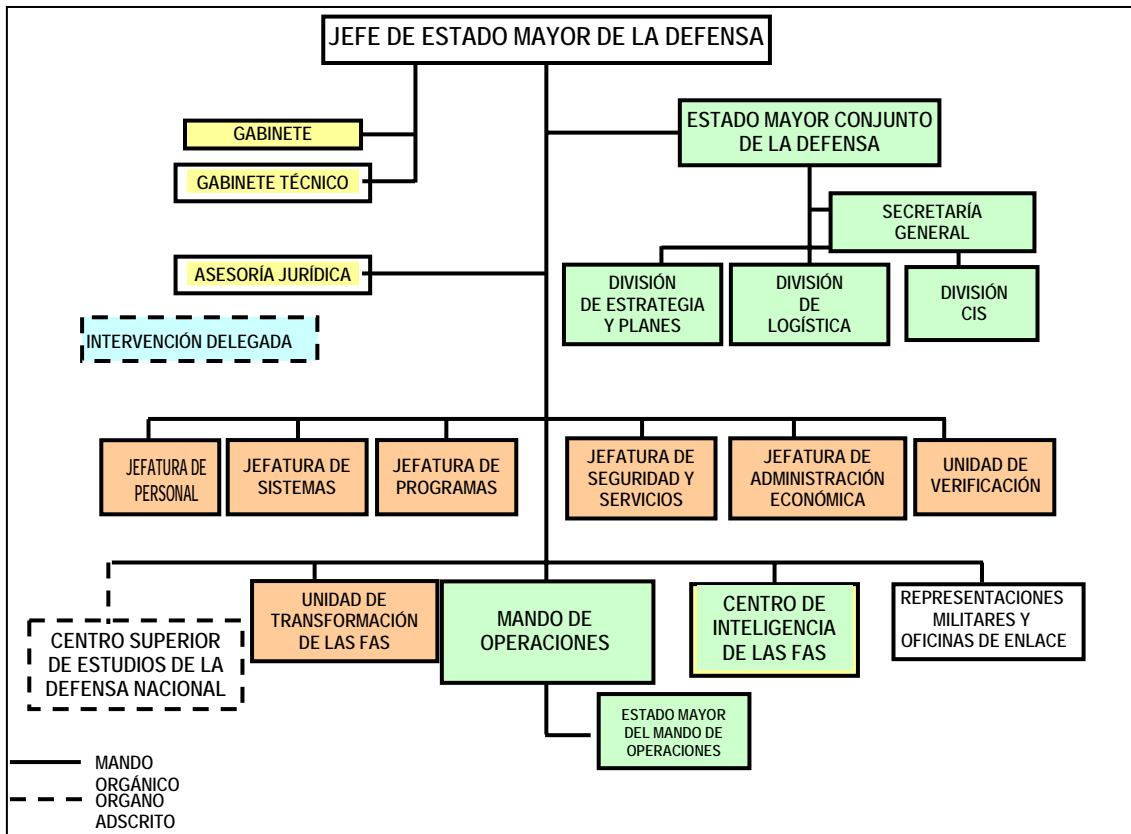 JEFE DE ESTADO MAYOR DE LA DEFENSA
GABINETE
GABINETE TÉCNICO
ESTADO MAYOR CONJUNTO
DE LA DEFENSA
SECRETARÍA
GENERAL
ASESORÍA JURÍDICA
DIVISIÓN
DE ESTRATEGIA
Y PLANES
DIVISIÓN
DE
LOGÍSTICA
DIVISIÓN
CIS
INTERVENCIÓN DELEGADA
JEFATURA DE
PERSONAL
JEFATURA DE
SISTEMAS
JEFATURA DE
PROGRAMAS
JEFATURA DE
SEGURIDAD Y
SERVICIOS
JEFATURA DE
ADMINISTRACIÓN
ECONÓMICA
UNIDAD DE
VERIFICACIÓN
CENTRO SUPERIOR
DE ESTUDIOS DE LA
DEFENSA NACIONAL
UNIDAD DE
TRANSFORMACIÓN
DE LAS FAS
MANDO DE
OPERACIONES
CENTRO DE
INTELIGENCIA
DE LAS FAS
REPRESENTACIONES
MILITARES Y
OFICINAS DE ENLACE
ESTADO MAYOR
DEL MANDO DE
OPERACIONES
MANDO
ORGÁNICO
ORGANO
ADSCRITO